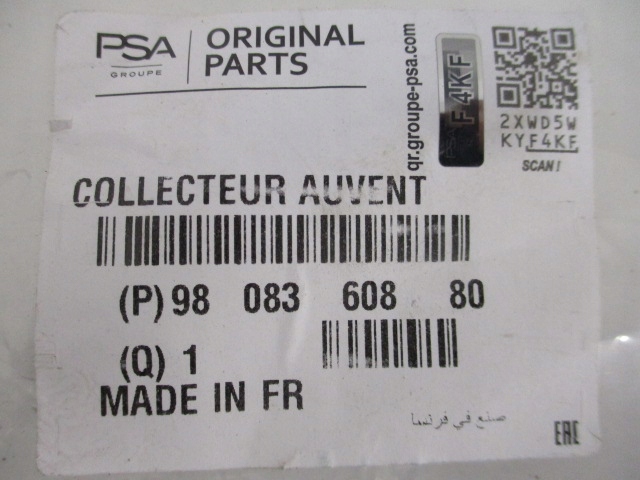 PSA
GROUPE
ORIGINAL
PARTS
qr.groupe-psa.com
F4KF
2XWD5W
KYF4KF
SCAN!
COLLECTEUR AUVENT
(P) 98 083 608 80
(Q) 1
MADE IN FR
صنع في فرنسا
EAC